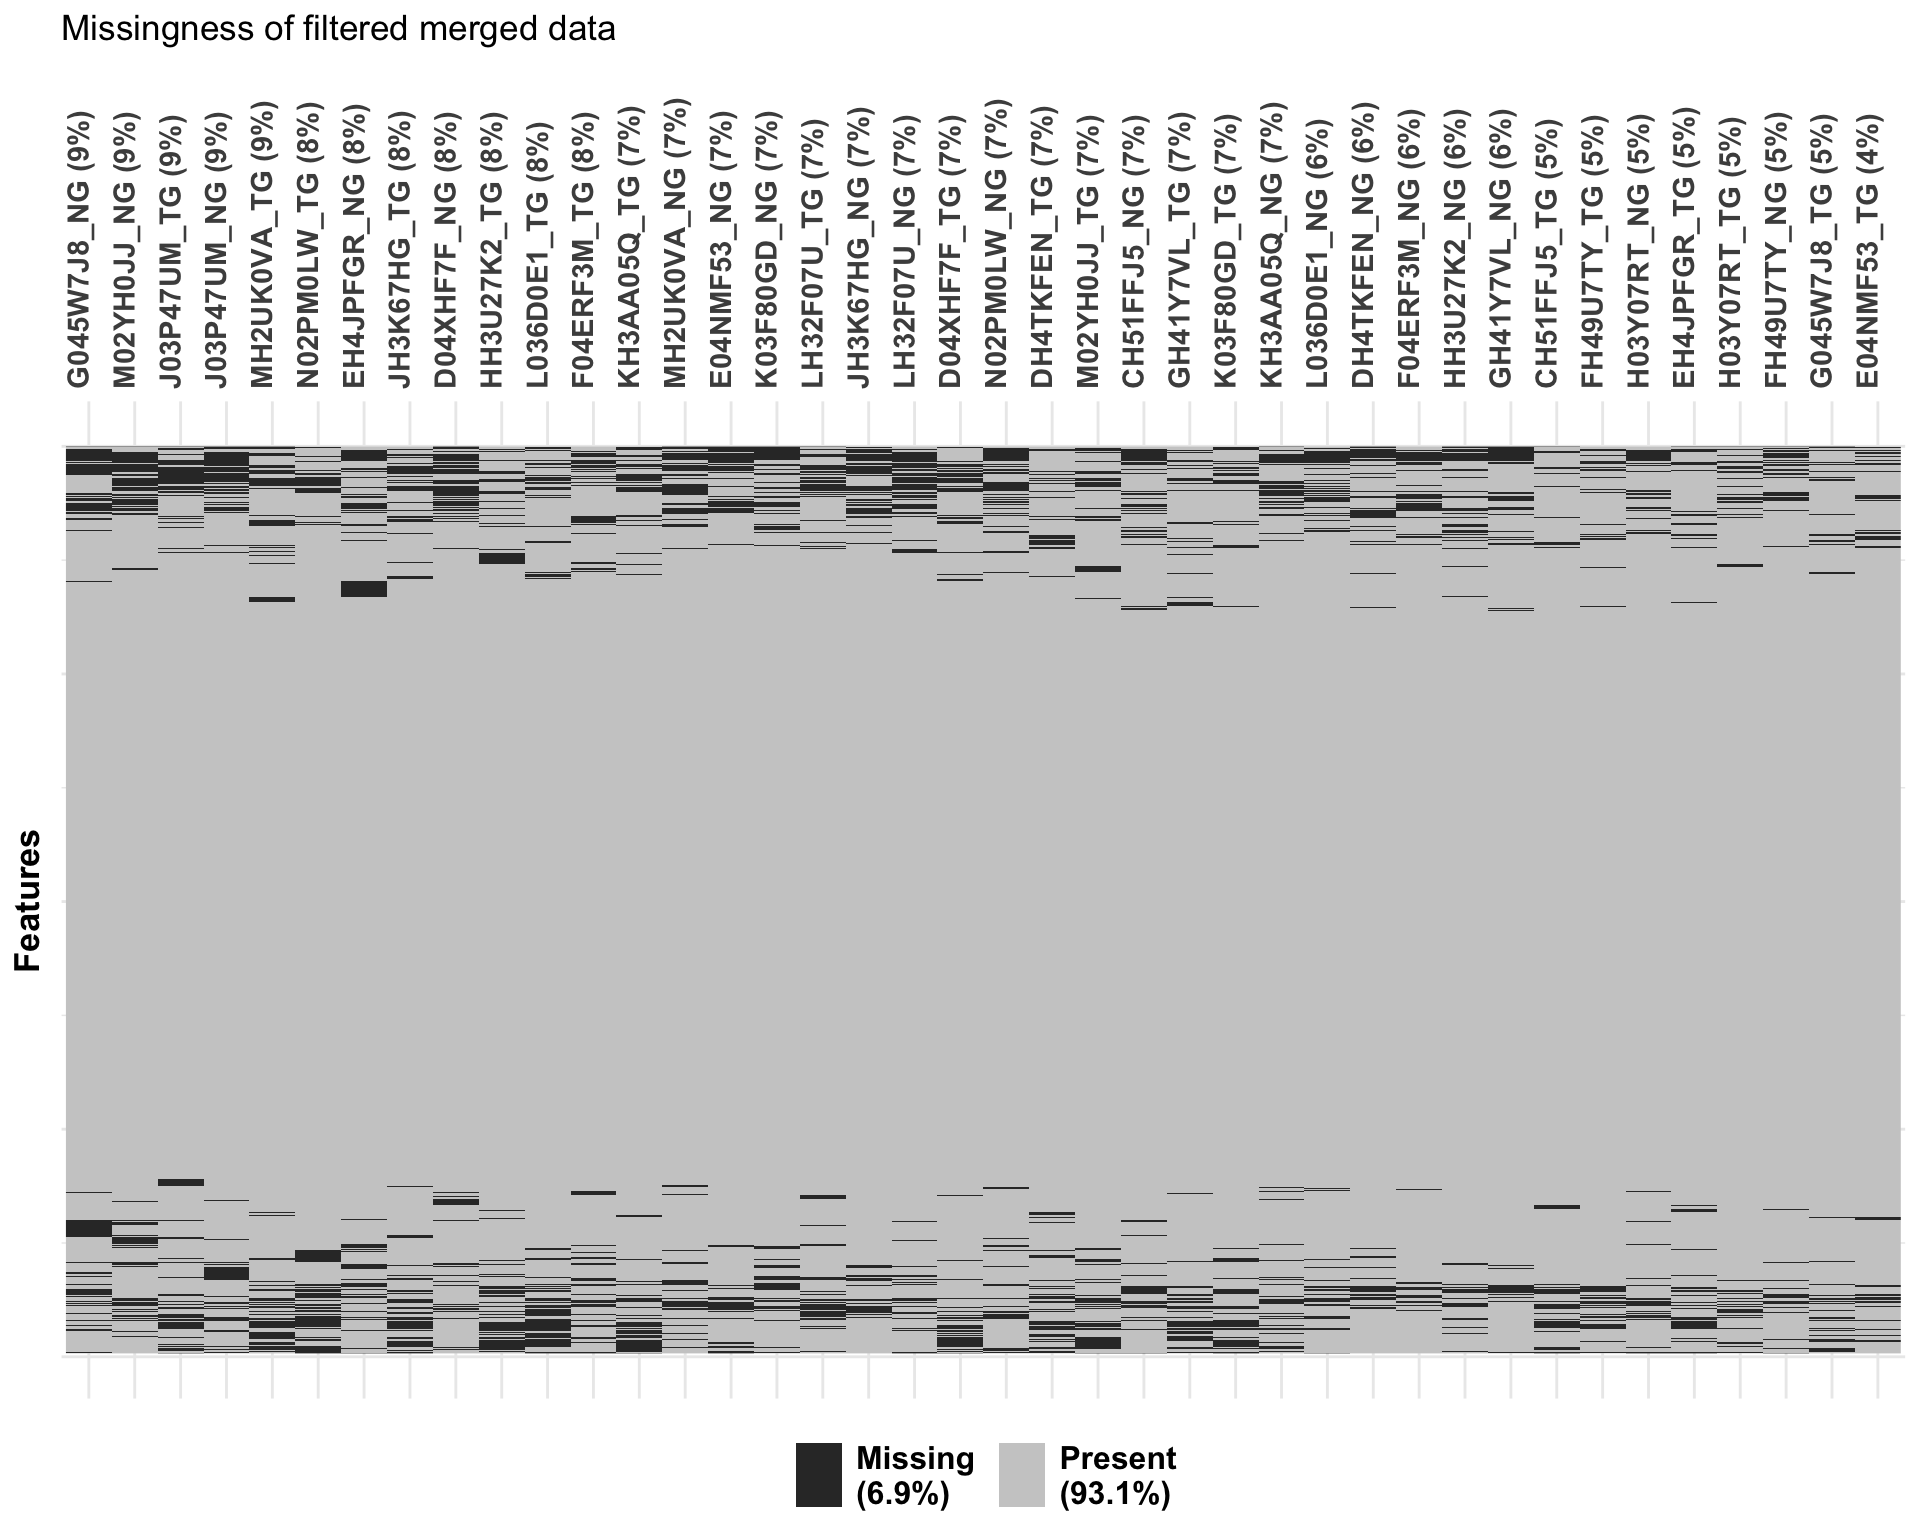 Missingness of filtered merged data
G045W7J8_NG (9%)
M02YH0JJ_NG (9%)
J03P47UM_TG (9%)
J03P47UM_NG (9%)
MH2UK0VA_TG (9%)
N02PM0LW_TG (8%)
EH4JPFGR_NG (8%)
JH3K67HG_TG (8%)
D04XHF7F_NG (8%)
HH3U27K2_TG (8%)
L036D0E1_TG (8%)
F04ERF3M_TG (8%)
KH3AA05Q_TG (7%)
MH2UK0VA_NG (7%)
E04NMF53_NG (7%)
K03F80GD_NG (7%)
LH32F07U_TG (7%)
JH3K67HG_NG (7%)
LH32F07U_NG (7%)
D04XHF7F_TG (7%)
N02PM0LW_NG (7%)
DH4TKFEN_TG (7%)
M02YH0JJ_TG (7%)
CH51FFJ5_NG (7%)
GH41Y7VL_TG (7%)
K03F80GD_TG (7%)
KH3AA05Q_NG (7%)
L036D0E1_NG (6%)
DH4TKFEN_NG (6%)
F04ERF3M_NG (6%)
HH3U27K2_NG (6%)
GH41Y7VL_NG (6%)
CH51FFJ5_TG (5%)
FH49U7TY_TG (5%)
H03Y07RT_NG (5%)
EH4JPFGR_TG (5%)
H03Y07RT_TG (5%)
FH49U7TY_NG (5%)
G045W7J8_TG (5%)
E04NMF53_TG (4%)
Features
Missing
(6.9%)
Present
(93.1%)